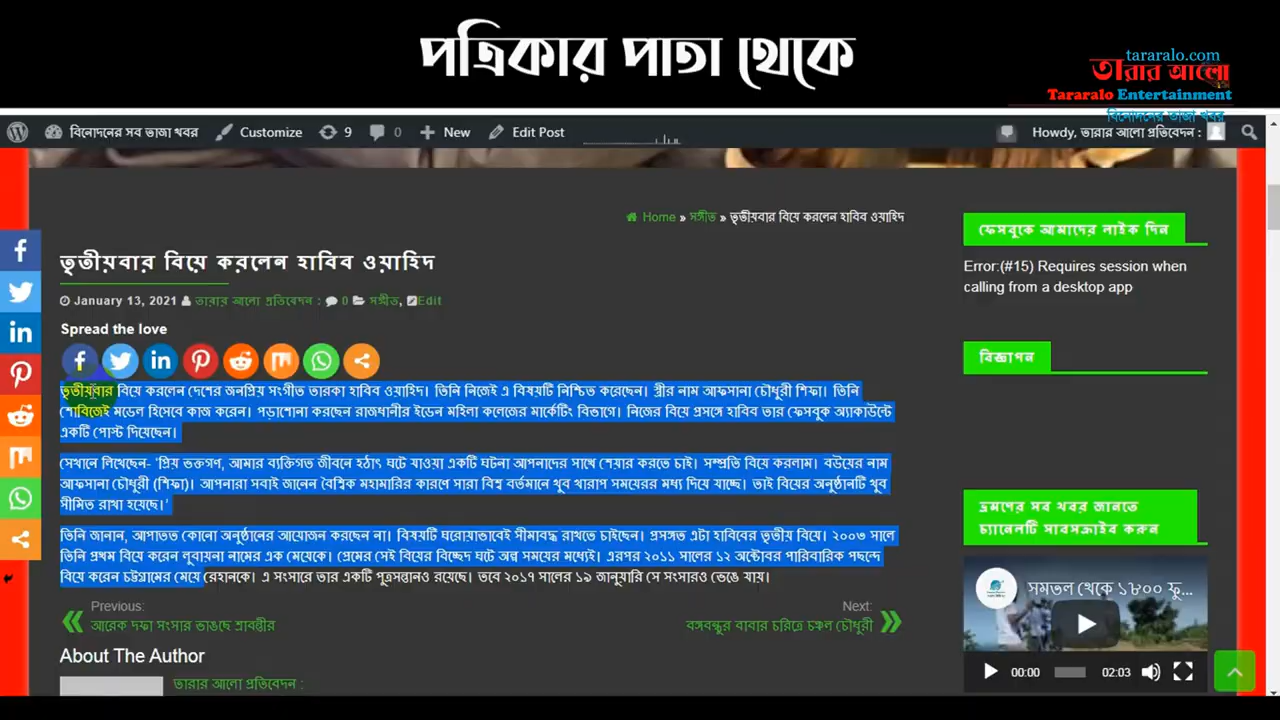 পত্রিকার পাতা থেকে
tararalo.com
তারার আলো
Tararalo Entertainment
বিনোদনের তাজা খবর
বিনোদনের সব তাজা খবর Customize 9 0 New Edit Post Howdy, তারার আলো প্রতিবেদন :
Home » সঙ্গীত » তৃতীয়বার বিয়ে করলেন হাবিব ওয়াহিদ
তৃতীয়বার বিয়ে করলেন হাবিব ওয়াহিদ
January 13, 2021 তারার আলো প্রতিবেদন : 0 সঙ্গীত, Edit
Spread the love
তৃতীয়বার বিয়ে করলেন দেশের জনপ্রিয় সংগীত তারকা হাবিব ওয়াহিদ। তিনি নিজেই এ বিষয়টি নিশ্চিত করেছেন। স্ত্রীর নাম আফসানা চৌধুরী শিফা। তিনি
শোবিজেই মডেল হিসেবে কাজ করেন। পড়াশোনা করছেন রাজধানীর ইডেন মহিলা কলেজের মার্কেটিং বিভাগে। নিজের বিয়ে প্রসঙ্গে হাবিব তার ফেসবুক অ্যাকাউন্টে
একটি পোস্ট দিয়েছেন।
সেখানে লিখেছেন- 'প্রিয় ভক্তগণ, আমার ব্যক্তিগত জীবনে হঠাৎ ঘটে যাওয়া একটি ঘটনা আপনাদের সাথে শেয়ার করতে চাই। সম্প্রতি বিয়ে করলাম। বউয়ের নাম
আফসানা চৌধুরী (শিফা)। আপনারা সবাই জানেন বৈশ্বিক মহামারির কারণে সারা বিশ্ব বর্তমানে খুব খারাপ সময়েরর মধ্য দিয়ে যাচ্ছে। তাই বিয়ের অনুষ্ঠানটি খুব
সীমিত রাখা হয়েছে।'
তিনি জানান, আপাতত কোনো অনুষ্ঠানের আয়োজন করছেন না। বিষয়টি ঘরোয়াভাবেই সীমাবদ্ধ রাখতে চাইছেন। প্রসঙ্গত এটা হাবিবের তৃতীয় বিয়ে। ২০০৩ সালে
তিনি প্রথম বিয়ে করেন লুবায়না নামের এক মেয়েকে। প্রেমের সেই বিয়ের বিচ্ছেদ ঘটে অল্প সময়ের মধ্যেই। এরপর ২০১১ সালের ১২ অক্টোবর পারিবারিক পছন্দে
বিয়ে করেন চট্টগ্রামের মেয়ে রেহানকে। এ সংসারে তার একটি পুত্রসন্তানও রয়েছে। তবে ২০১৭ সালের ১৯ জানুয়ারি সে সংসারও ভেঙে যায়।
Previous:
আরেক দফা সংসার ভাঙছে শ্রাবন্তীর
Next:
বঙ্গবন্ধুর বাবার চরিত্রে চঞ্চল চৌধুরী
About The Author
তারার আলো প্রতিবেদন :
ফেসবুকে আমাদের লাইক দিন
Error:(#15) Requires session when
calling from a desktop app
বিজ্ঞাপন
ভ্রমণের সব খবর জানতে
চ্যানেলটি সাবসক্রাইব করুন
সমতল থেকে ১৮০০ ফু...
00:00 02:03